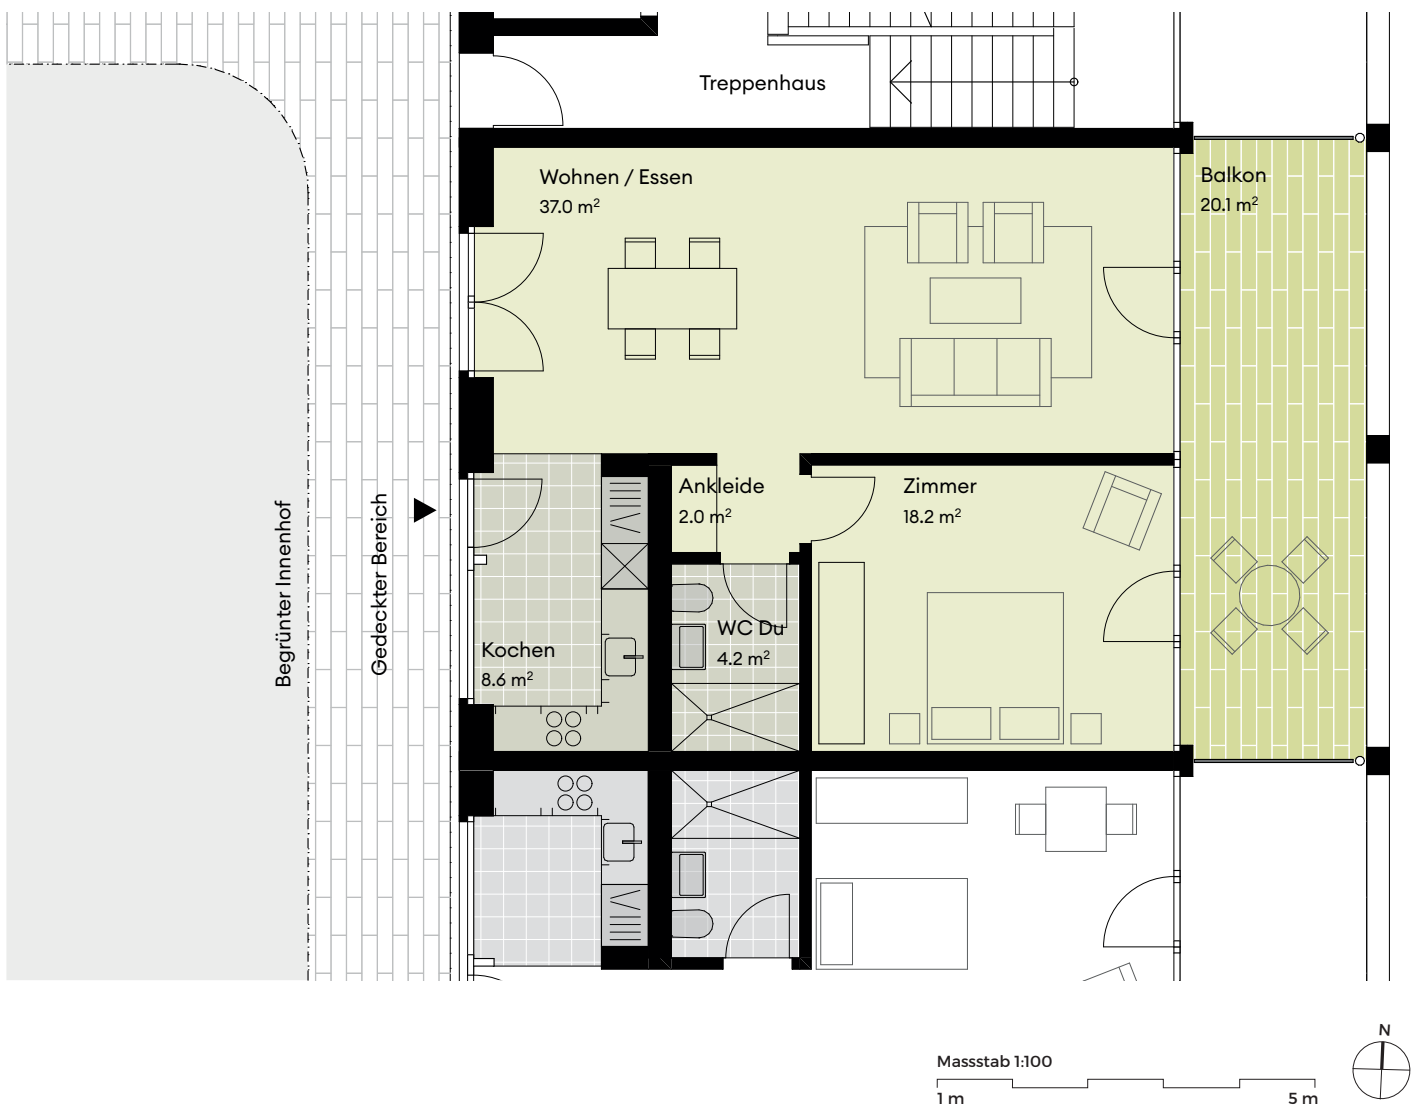 Treppenhaus
Wohnen / Essen
37.0 m²
Balkon
20.1 m²
Ankleide
2.0 m²
Zimmer
18.2 m²
Begrünter Innenhof
Gedeckter Bereich
Kochen
8.6 m²
WC Du
4.2 m²
N
Massstab 1:100
1 m 5 m